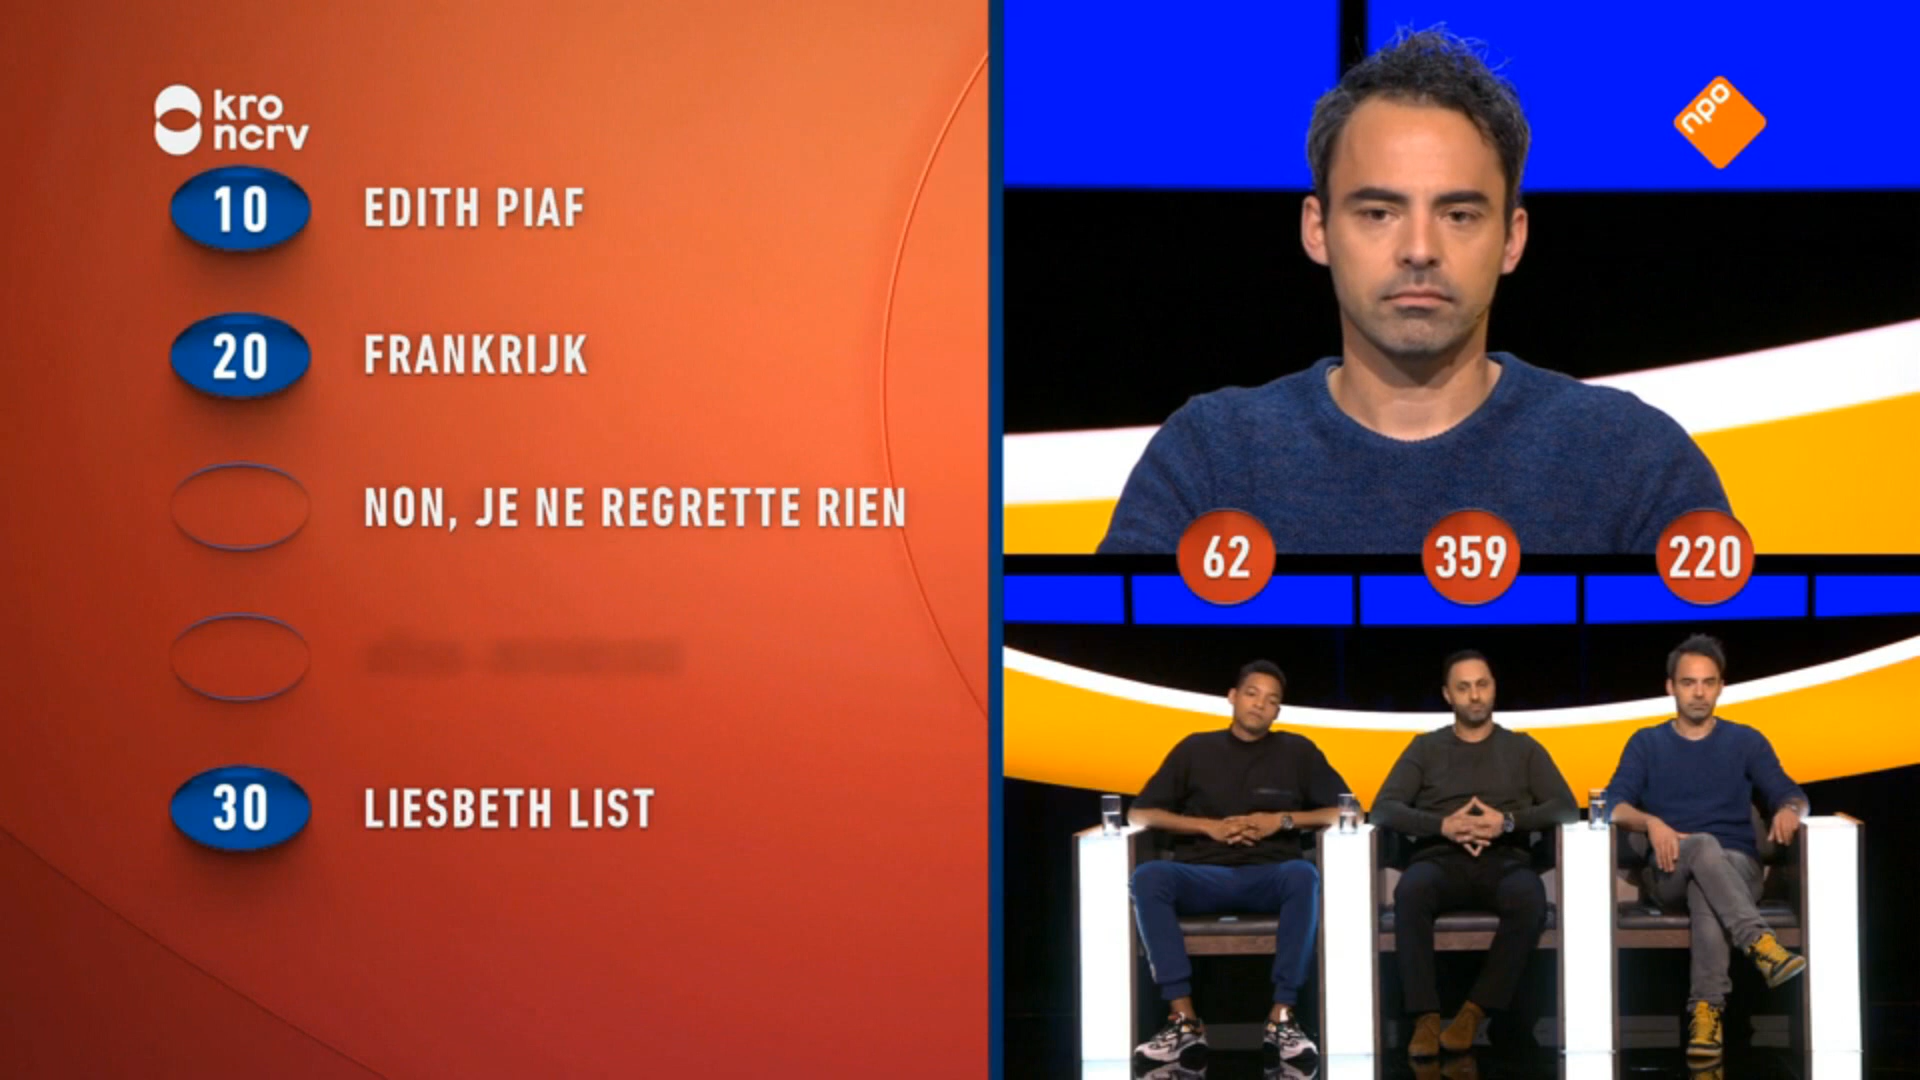 kro
ncrv
npo
10 EDITH PIAF
20 FRANKRIJK
NON, JE NE REGRETTE RIEN
30 LIESBETH LIST
62 359 220